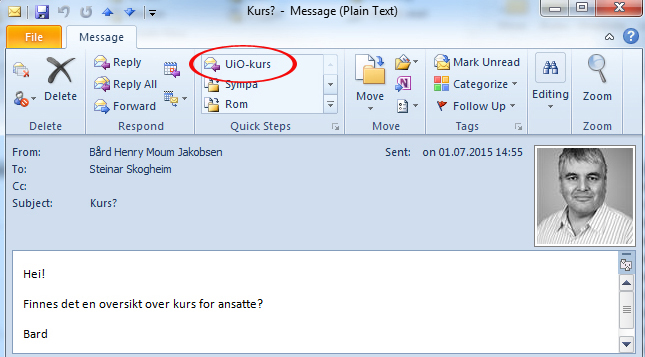 Kurs? - Message (Plain Text)
File Message
Reply
Reply All
Forward
Delete
UiO-kurs
Sympa
Rom
Move
Mark Unread
Categorize
Follow Up
Editing
Zoom
Delete Respond Quick Steps Move Tags Zoom
From: Bård Henry Moum Jakobsen Sent: on 01.07.2015 14:55
To: Steinar Skogheim
Cc:
Subject: Kurs?
Hei!
Finnes det en oversikt over kurs for ansatte?
Bard